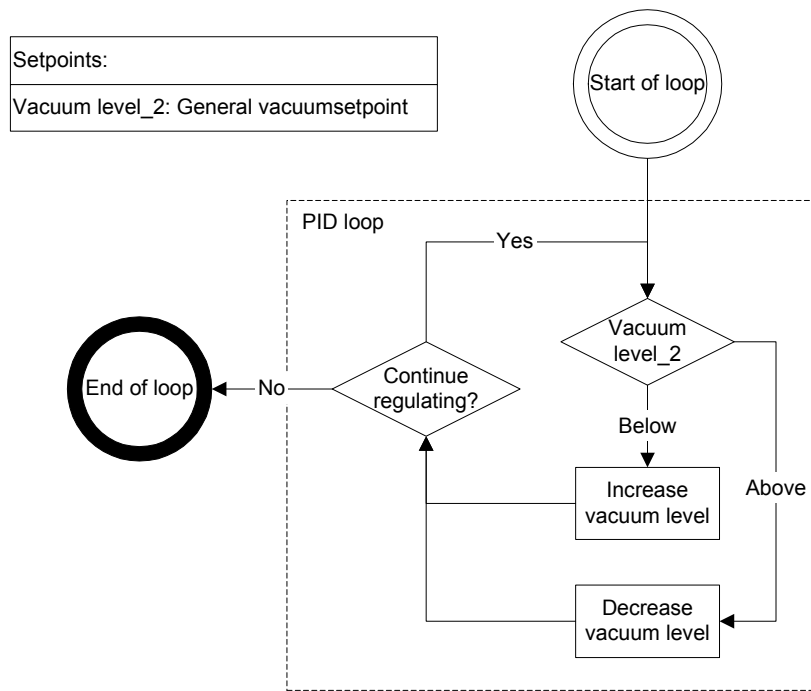 Setpoints:
Vacuum level_2: General vacuumsetpoint
Start of loop
PID loop
Yes
Vacuum
level_2
End of loop
No
Continue
regulating?
Below
Increase
vacuum level
Above
Decrease
vacuum level